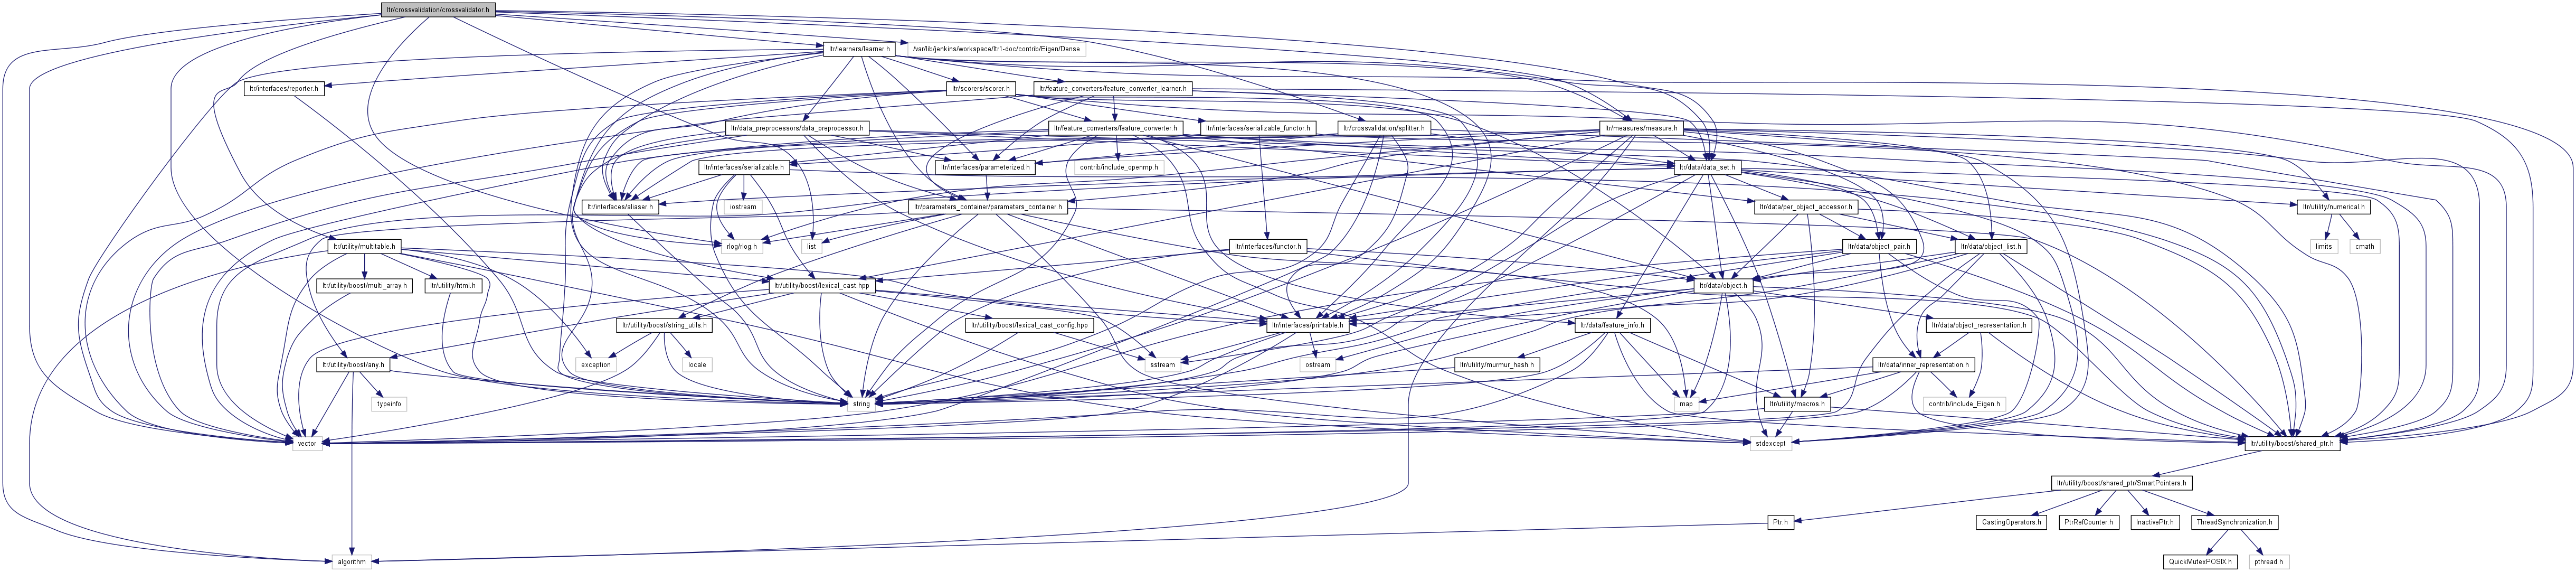 ltr/crossvalidation/crossvalidator.h
ltr/learners/learner.h
/var/lib/jenkins/workspace/ltr1-doc/contrib/Eigen/Dense
ltr/interfaces/reporter.h
ltr/scorers/scorer.h
ltr/feature_converters/feature_converter_learner.h
ltr/data_preprocessors/data_preprocessor.h
ltr/feature_converters/feature_converter.h
ltr/interfaces/serializable_functor.h
ltr/crossvalidation/splitter.h
ltr/measures/measure.h
ltr/interfaces/serializable.h
ltr/interfaces/parameterized.h
contrib/include_openmp.h
ltr/data/data_set.h
ltr/interfaces/aliaser.h
iostream
ltr/parameters_container/parameters_container.h
ltr/data/per_object_accessor.h
ltr/utility/numerical.h
ltr/utility/multitable.h
rlog/rlog.h
list
ltr/interfaces/functor.h
ltr/data/object_pair.h
ltr/data/object_list.h
limits
cmath
ltr/utility/boost/multi_array.h
ltr/utility/html.h
ltr/utility/boost/lexical_cast.hpp
ltr/data/object.h
ltr/utility/boost/string_utils.h
ltr/utility/boost/lexical_cast_config.hpp
ltr/interfaces/printable.h
ltr/data/feature_info.h
ltr/data/object_representation.h
ltr/utility/boost/any.h
exception
locale
sstream
ostream
ltr/utility/murmur_hash.h
ltr/data/inner_representation.h
typeinfo
string
map
ltr/utility/macros.h
contrib/include_Eigen.h
vector
stdexcept
ltr/utility/boost/shared_ptr.h
ltr/utility/boost/shared_ptr/SmartPointers.h
Ptr.h
CastingOperators.h
PtrRefCounter.h
InactivePtr.h
ThreadSynchronization.h
algorithm
QuickMutexPOSIX.h
pthread.h